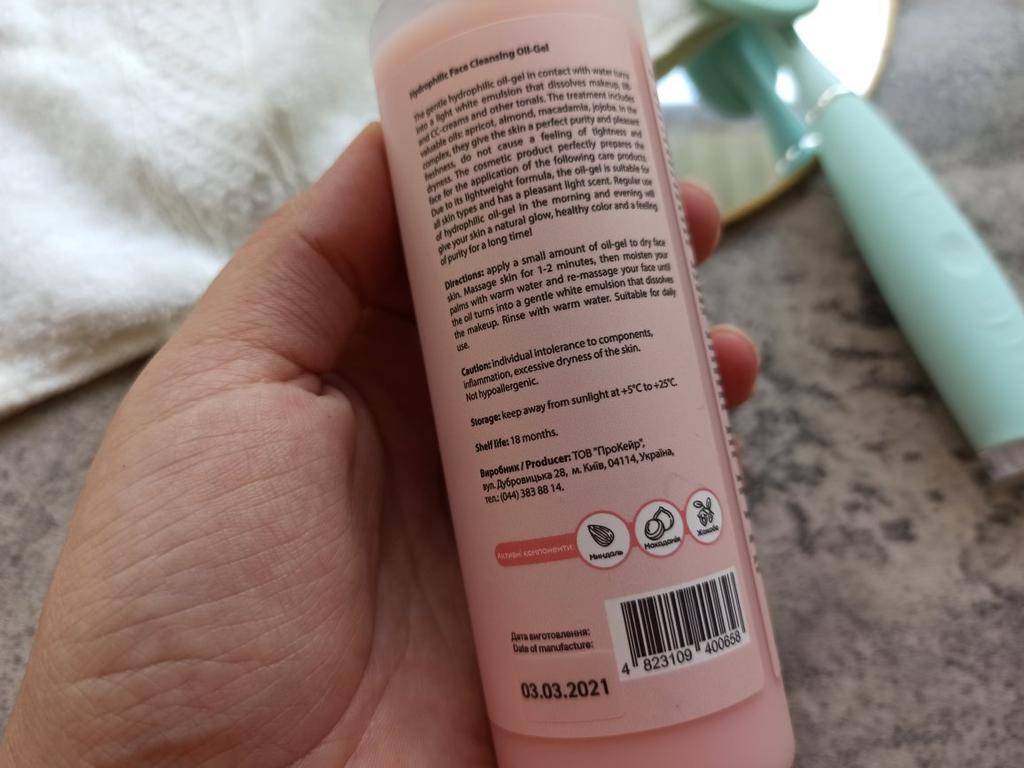 Hydrophilic Face Cleansing Oil-Gel
The gentle hydrophilic oil-gel in contact with water turns
into a light white emulsion that dissolves makeup, BB-
and CC-creams and other tonals. The treatment includes
valuable oils: apricot, almond, macadamia, jojoba. In the
complex, they give the skin a perfect purity and pleasant
freshness, do not cause a feeling of tightness and
dryness. The cosmetic product perfectly prepares the
face for the application of the following care products.
Due to its lightweight formula, the oil-gel is suitable for
all skin types and has a pleasant light scent. Regular use
of hydrophilic oil-gel in the morning and evening will
give your skin a natural glow, healthy color and a feeling
of purity for a long time!
Directions: apply a small amount of oil-gel to dry face
skin. Massage skin for 1-2 minutes, then moisten your
palms with warm water and re-massage your face until
the oil turns into a gentle white emulsion that dissolves
the makeup. Rinse with warm water. Suitable for daily
use.
Caution: individual intolerance to components,
inflammation, excessive dryness of the skin.
Not hypoallergenic.
Storage: keep away from sunlight at +5°C to +25°C.
Shelf life: 18 months.
Виробник / Producer: ТОВ "ПроКейр",
вул. Дубровицька 28, м. Київ, 04114, Україна,
тел.: (044) 383 88 14.
Активні компоненти:
Миндаль
Макадамія
Жожоба
Дата виготовлення:
Date of manufacture:
03.03.2021
4 823109 400658